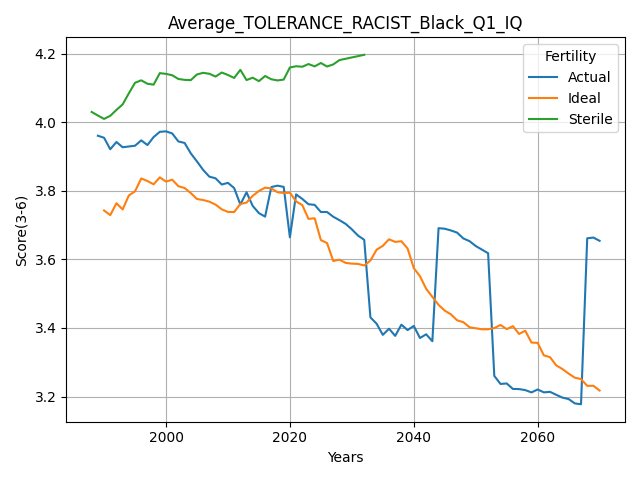 Average_TOLERANCE_RACIST_Black_Q1_IQ
Fertility
Actual
Ideal
Sterile
Score(3-6)
4.2
4.0
3.8
3.6
3.4
3.2
2000
2020
2040
2060
Years